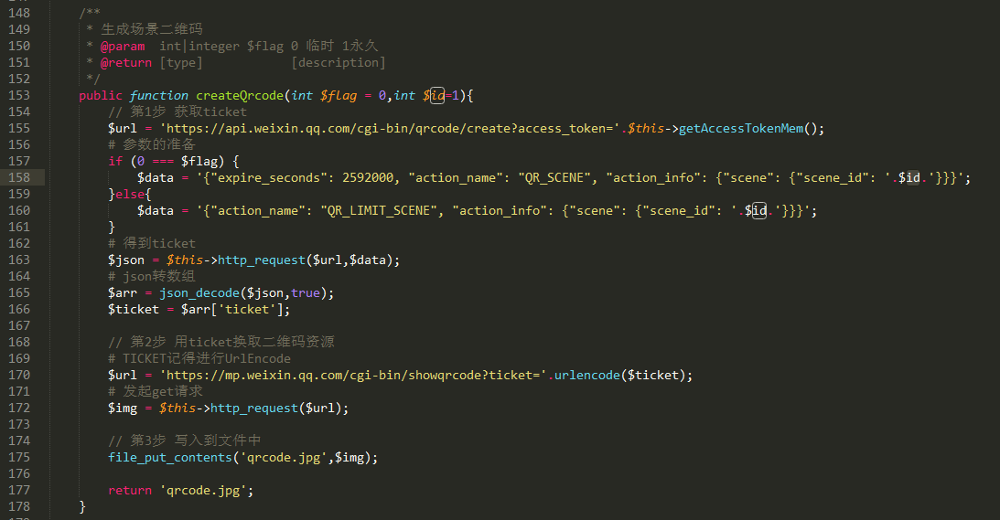 148 /**
149 * 生成场景二维码
150 * @param int|integer $flag 0 临时 1永久
151 * @return [type] [description]
152 */
153 public function createQrcode(int $flag = 0,int $id=1){
154 // 第1步 获取ticket
155 $url = 'https://api.weixin.qq.com/cgi-bin/qrcode/create?access_token='.$this->getAccessTokenMem();
156 # 参数的准备
157 if (0 === $flag) {
158 $data = '{"expire_seconds": 2592000, "action_name": "QR_SCENE", "action_info": {"scene": {"scene_id": '.$id.'}}}';
159 }else{
160 $data = '{"action_name": "QR_LIMIT_SCENE", "action_info": {"scene": {"scene_id": '.$id.'}}}';
161 }
162 # 得到ticket
163 $json = $this->http_request($url,$data);
164 # json转数组
165 $arr = json_decode($json,true);
166 $ticket = $arr['ticket'];
167
168 // 第2步 用ticket换取二维码资源
169 # TICKET记得进行UrlEncode
170 $url = 'https://mp.weixin.qq.com/cgi-bin/showqrcode?ticket='.urlencode($ticket);
171 # 发起get请求
172 $img = $this->http_request($url);
173
174 // 第3步 写入到文件中
175 file_put_contents('qrcode.jpg',$img);
176
177 return 'qrcode.jpg';
178 }